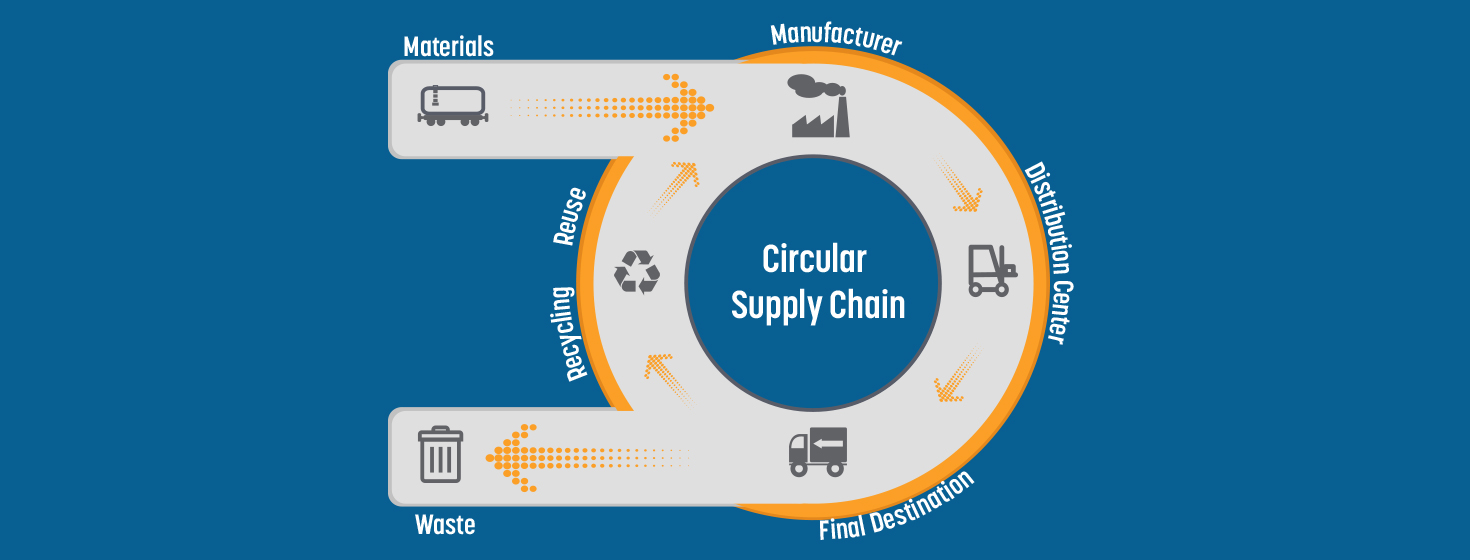 Materials
Manufacturer
Distribution Center
Reuse
Circular
Supply Chain
Recycling
Final Destination
Waste